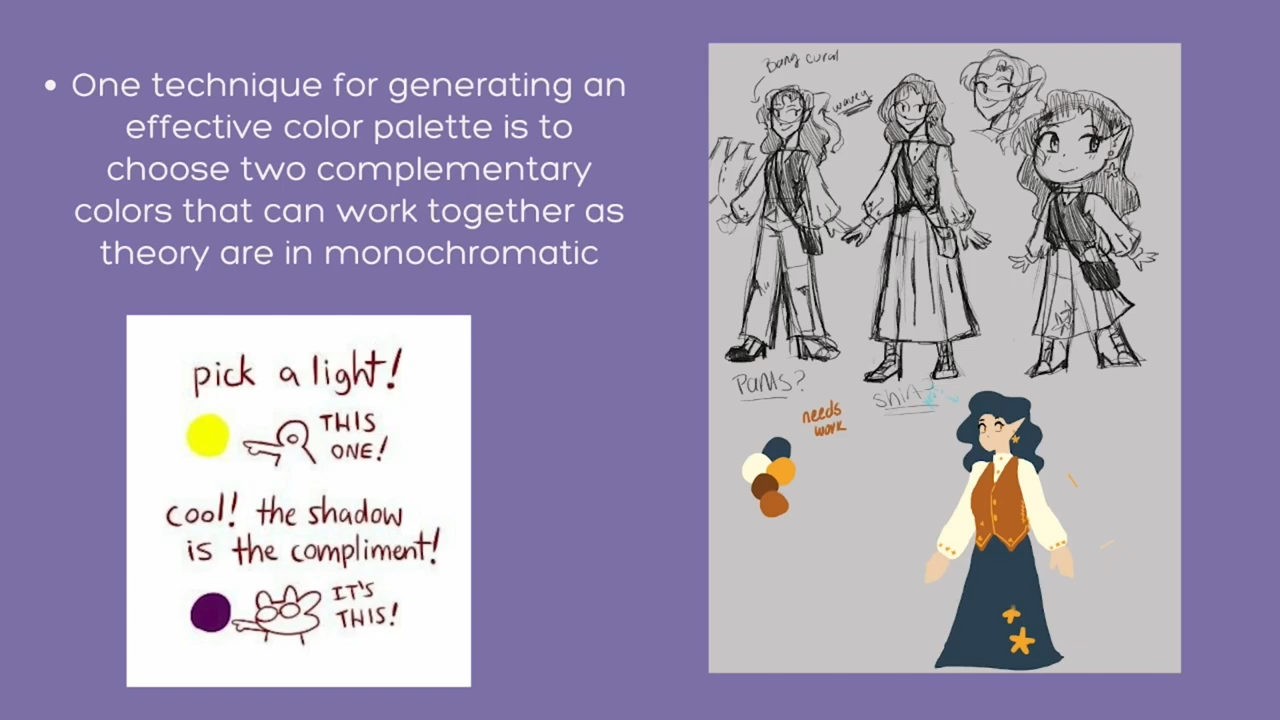 • One technique for generating an
effective color palette is to
choose two complementary
colors that can work together as
theory are in monochromatic
pick a light!
THIS
ONE!
cool! the shadow
is the compliment!
IT'S
THIS!
Bang
wavey
Pants?
needs
work